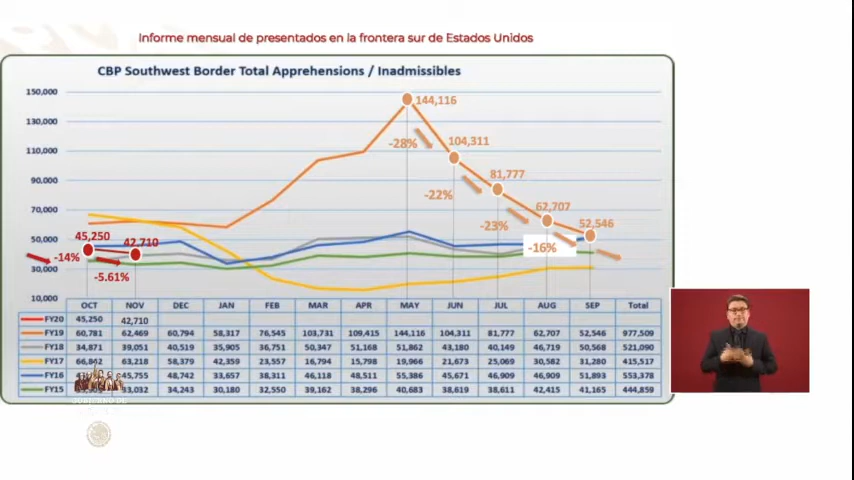 Informe mensual de presentados en la frontera sur de Estados Unidos
CBP Southwest Border Total Apprehensions / Inadmissibles
150,000
130,000
110,000
90,000
70,000
50,000
30,000
10,000
144,116
104,311
81,777
62,707
52,546
-28%
-22%
-23%
-16%
45,250
42,710
-14%
-5.61%
OCT NOV DEC JAN FEB MAR APR MAY JUN JUL AUG SEP Total
FY20 45,250 42,710
FY19 60,781 62,469 60,794 58,317 76,545 103,731 109,415 144,116 104,311 81,777 62,707 52,546 977,509
FY18 34,871 39,051 40,519 35,905 36,751 50,347 51,168 51,862 43,180 40,149 46,719 50,568 521,090
FY17 66,842 63,218 58,379 42,359 23,557 16,794 15,798 19,966 21,673 25,069 30,582 31,280 415,517
FY16 45,755 48,742 33,657 38,311 46,118 48,511 55,386 45,671 46,909 46,909 51,893 553,378
FY15 33,032 34,243 30,180 32,550 39,162 38,296 40,683 38,619 38,611 42,415 41,165 444,859